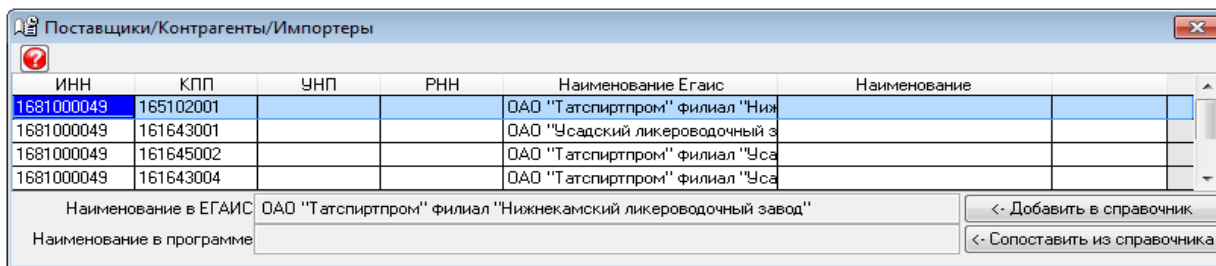 Поставщики/Контрагенты/Импортеры
ИНН КПП УНП РНН Наименование Егаис Наименование
1681000049 165102001 ОАО "Татспиртпром" филиал "Ниж
1681000049 161643001 ОАО "Усадский ликероводочный з
1681000049 161645002 ОАО "Татспиртпром" филиал "Уса
1681000049 161643004 ОАО "Татспиртпром" филиал "Уса
Наименование в ЕГАИС ОАО "Татспиртпром" филиал "Нижнекамский ликероводочный завод" <- Добавить в справочник
Наименование в программе <- Сопоставить из справочника